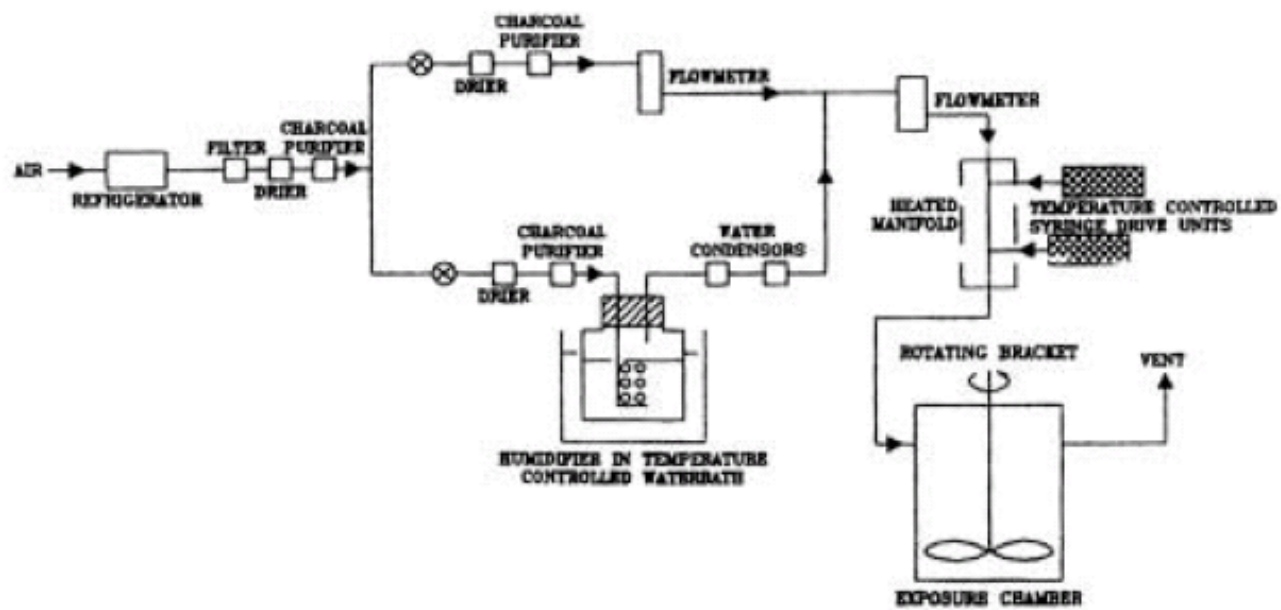 CHARCOAL
PURIFIER
DRIER
FLOWMETER
FLOWMETER
AIR
REFRIGERATOR
FILTER
DRIER
CHARCOAL
PURIFIER
HEATED
MANIFOLD
TEMPERATURE CONTROLLED
SYRINGE DRIVE UNITS
CHARCOAL
PURIFIER
DRIER
WATER
CONDENSORS
HUMIDIFIER IN TEMPERATURE
CONTROLLED WATERBATH
ROTATING BRACKET
VENT
EXPOSURE CHAMBER